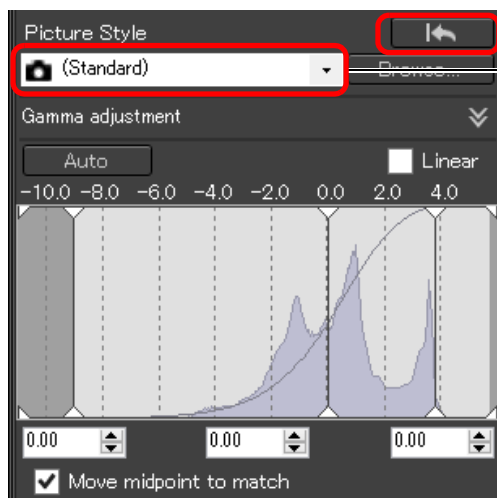 Picture Style
(Standard)
Browse...
Gamma adjustment
Auto
Linear
-10.0 -8.0 -6.0 -4.0 -2.0 0.0 2.0 4.0
0.00 0.00 0.00
Move midpoint to match